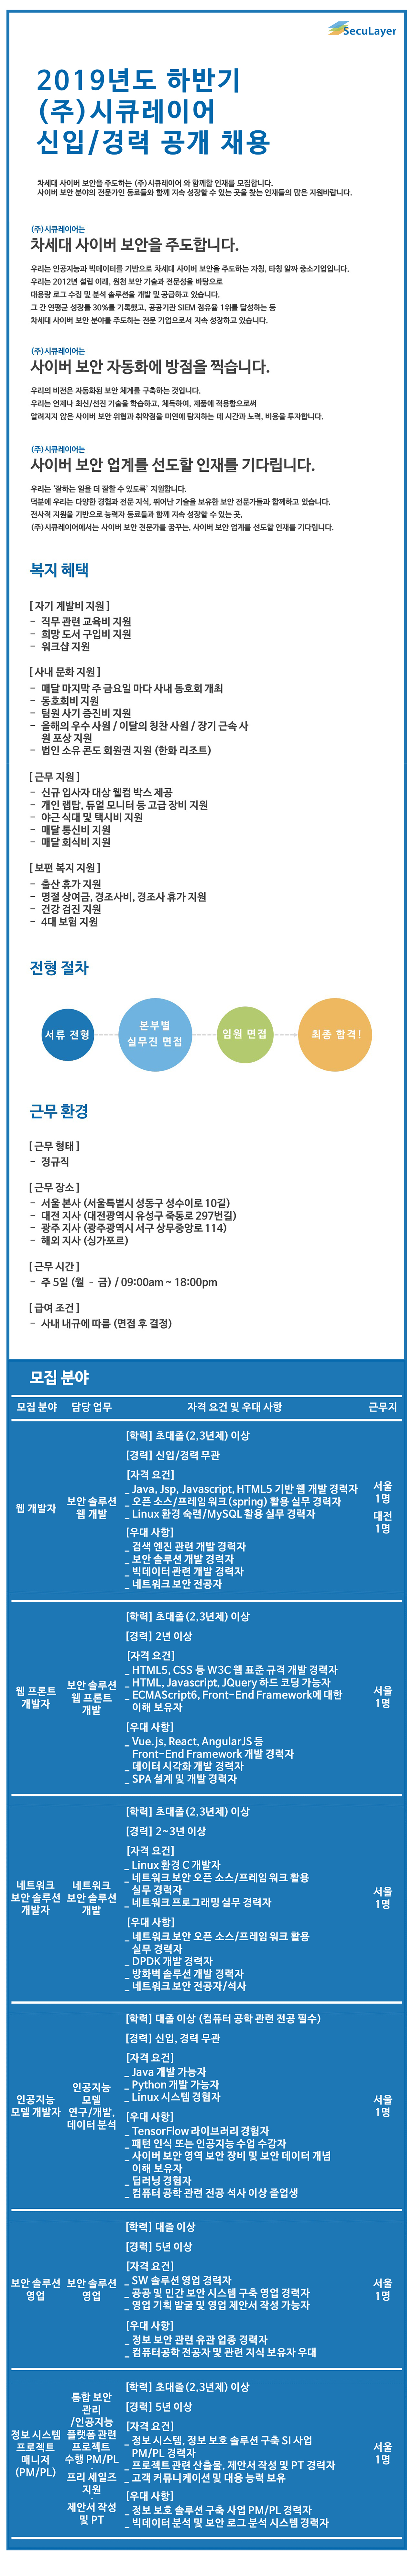 SecuLayer
2019년도 하반기
(주)시큐레이어
신입/경력 공개 채용
차세대 사이버 보안을 주도하는 (주)시큐레이어 와 함께할 인재를 모집합니다.
사이버 보안 분야의 전문가인 동료들와 함께 지속 성장할 수 있는 곳을 찾는 인재들의 많은 지원바랍니다.
(주)시큐레이어는
차세대 사이버 보안을 주도합니다.
우리는 인공지능과 빅데이터를 기반으로 차세대 사이버 보안을 주도하는 자칭, 타칭 알짜 중소기업입니다.
우리는 2012년 설립 이래, 원천 보안 기술과 전문성을 바탕으로
대용량 로그 수집 및 분석 솔루션을 개발 및 공급하고 있습니다.
그 간 연평균 성장률 30%를 기록했고, 공공기관 SIEM 점유율 1위를 달성하는 등
차세대 사이버 보안 분야를 주도하는 전문 기업으로서 지속 성장하고 있습니다.
(주)시큐레이어는
사이버 보안 자동화에 방점을 찍습니다.
우리의 비전은 자동화된 보안 체계를 구축하는 것입니다.
우리는 언제나 최신/선진 기술을 학습하고, 체득하여, 제품에 적용함으로써
알려지지 않은 사이버 보안 위협과 취약점을 미연에 탐지하는 데 시간과 노력, 비용을 투자합니다.
(주)시큐레이어는
사이버 보안 업계를 선도할 인재를 기다립니다.
우리는 '잘하는 일을 더 잘할 수 있도록' 지원합니다.
덕분에 우리는 다양한 경험과 전문 지식, 뛰어난 기술을 보유한 보안 전문가들과 함께하고 있습니다.
전사적 지원을 기반으로 능력자 동료들과 함께 지속 성장할 수 있는 곳,
(주)시큐레이어에서는 사이버 보안 전문가를 꿈꾸는, 사이버 보안 업계를 선도할 인재를 기다립니다.
복지 혜택
[ 자기 계발비 지원 ]
- 직무 관련 교육비 지원
- 희망 도서 구입비 지원
- 워크샵 지원
[ 사내 문화 지원 ]
- 매달 마지막 주 금요일 마다 사내 동호회 개최
- 동호회비 지원
- 팀원 사기 증진비 지원
- 올해의 우수 사원 / 이달의 칭찬 사원 / 장기 근속 사
원 포상 지원
- 법인 소유 콘도 회원권 지원 (한화 리조트)
[ 근무 지원 ]
- 신규 입사자 대상 웰컴 박스 제공
- 개인 랩탑, 듀얼 모니터 등 고급 장비 지원
- 야근 식대 및 택시비 지원
- 매달 통신비 지원
- 매달 회식비 지원
[ 보편 복지 지원 ]
- 출산 휴가 지원
- 명절 상여금, 경조사비, 경조사 휴가 지원
- 건강 검진 지원
- 4대 보험 지원
전형 절차
서류 전형
본부별
실무진 면접
임원 면접
최종 합격!
근무 환경
[ 근무 형태 ]
- 정규직
[ 근무 장소 ]
- 서울 본사 (서울특별시 성동구 성수이로 10길)
- 대전 지사 (대전광역시 유성구 죽동로 297번길)
- 광주 지사 (광주광역시 서구 상무중앙로 114)
- 해외 지사 (싱가포르)
[ 근무 시간 ]
- 주 5일 (월 - 금) / 09:00am ~ 18:00pm
[ 급여 조건 ]
- 사내 내규에 따름 (면접 후 결정)
모집 분야
모집 분야 담당 업무 자격 요건 및 우대 사항 근무지
웹 개발자
보안 솔루션
웹 개발
[학력] 초대졸(2,3년제) 이상
[경력] 신입/경력 무관
[자격 요건]
_ Java, Jsp, Javascript, HTML5 기반 웹 개발 경력자
_ 오픈 소스/프레임 워크(spring) 활용 실무 경력자
_ Linux 환경 숙련/MySQL 활용 실무 경력자
[우대 사항]
_ 검색 엔진 관련 개발 경력자
_ 보안 솔루션 개발 경력자
_ 빅데이터 관련 개발 경력자
_ 네트워크 보안 전공자
서울
1명
대전
1명
웹 프론트
개발자
보안 솔루션
웹 프론트
개발
[학력] 초대졸(2,3년제) 이상
[경력] 2년 이상
[자격 요건]
_ HTML5, CSS 등 W3C 웹 표준 규격 개발 경력자
_ HTML, Javascript, JQuery 하드 코딩 가능자
_ ECMAScript6, Front-End Framework에 대한
이해 보유자
[우대 사항]
_ Vue.js, React, AngularJS 등
Front-End Framework 개발 경력자
_ 데이터 시각화 개발 경력자
_ SPA 설계 및 개발 경력자
서울
1명
네트워크
보안 솔루션
개발자
네트워크
보안 솔루션
개발
[학력] 초대졸(2,3년제) 이상
[경력] 2~3년 이상
[자격 요건]
_ Linux 환경 C 개발자
_ 네트워크 보안 오픈 소스/프레임 워크 활용
실무 경력자
_ 네트워크 프로그래밍 실무 경력자
[우대 사항]
_ 네트워크 보안 오픈 소스/프레임 워크 활용
실무 경력자
_ DPDK 개발 경력자
_ 방화벽 솔루션 개발 경력자
_ 네트워크 보안 전공자/석사
서울
1명
인공지능
모델 개발자
인공지능
모델
연구/개발,
데이터 분석
[학력] 대졸 이상 (컴퓨터 공학 관련 전공 필수)
[경력] 신입, 경력 무관
[자격 요건]
_ Java 개발 가능자
_ Python 개발 가능자
_ Linux 시스템 경험자
[우대 사항]
_ TensorFlow 라이브러리 경험자
_ 패턴 인식 또는 인공지능 수업 수강자
_ 사이버 보안 영역 보안 장비 및 보안 데이터 개념
이해 보유자
_ 딥러닝 경험자
_ 컴퓨터 공학 관련 전공 석사 이상 졸업생
서울
1명
보안 솔루션
영업
보안 솔루션
영업
[학력] 대졸 이상
[경력] 5년 이상
[자격 요건]
_ SW 솔루션 영업 경력자
_ 공공 및 민간 보안 시스템 구축 영업 경력자
_ 영업 기획 발굴 및 영업 제안서 작성 가능자
[우대 사항]
_ 정보 보안 관련 유관 업종 경력자
_ 컴퓨터공학 전공자 및 관련 지식 보유자 우대
서울
1명
정보 시스템
프로젝트
매니저
(PM/PL)
통합 보안
관리
/인공지능
플랫폼 관련
프로젝트
수행 PM/PL
-
프리 세일즈
지원
-
제안서 작성
및 PT
[학력] 초대졸(2,3년제) 이상
[경력] 5년 이상
[자격 요건]
_ 정보 시스템, 정보 보호 솔루션 구축 SI 사업
PM/PL 경력자
_ 프로젝트 관련 산출물, 제안서 작성 및 PT 경력자
_ 고객 커뮤니케이션 및 대응 능력 보유
[우대 사항]
_ 정보 보호 솔루션 구축 사업 PM/PL 경력자
_ 빅데이터 분석 및 보안 로그 분석 시스템 경력자
서울
1명